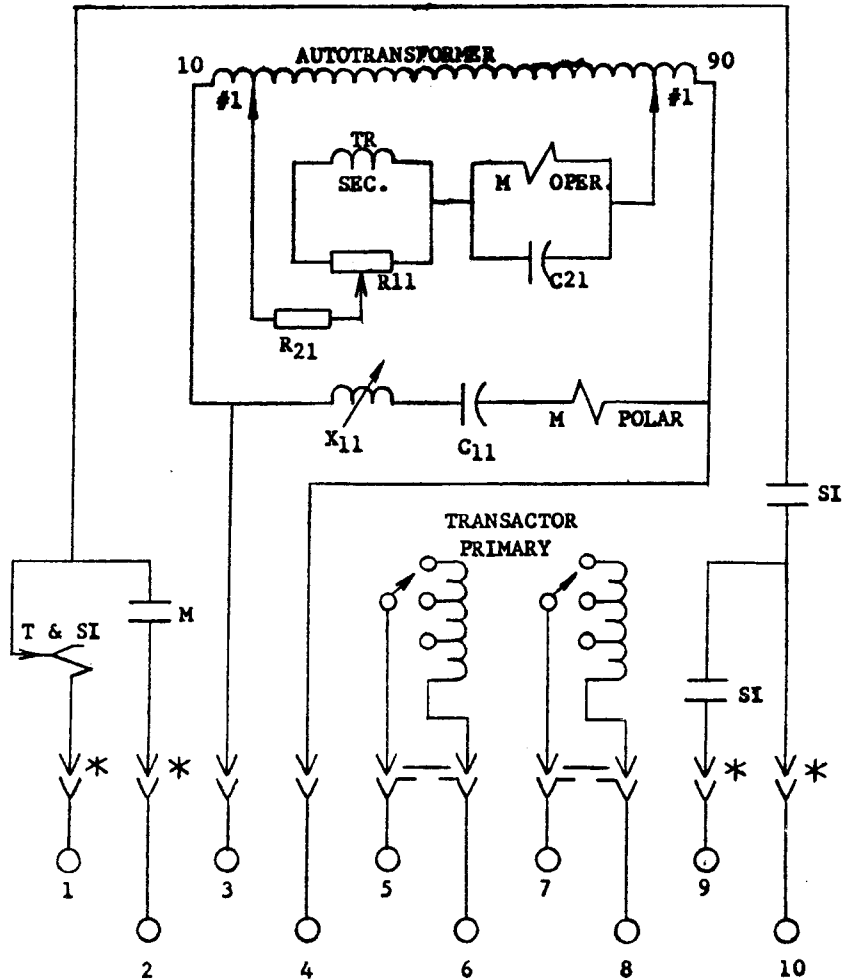 AUTOTRANSFORMER
10
90
#1
#1
TR
SEC.
M OPER.
R11
C21
R21
X11
C11
M POLAR
SI
TRANSACTOR
PRIMARY
T & SI
M
SI
*
*
*
*
1
3
5
7
9
2
4
6
8
10